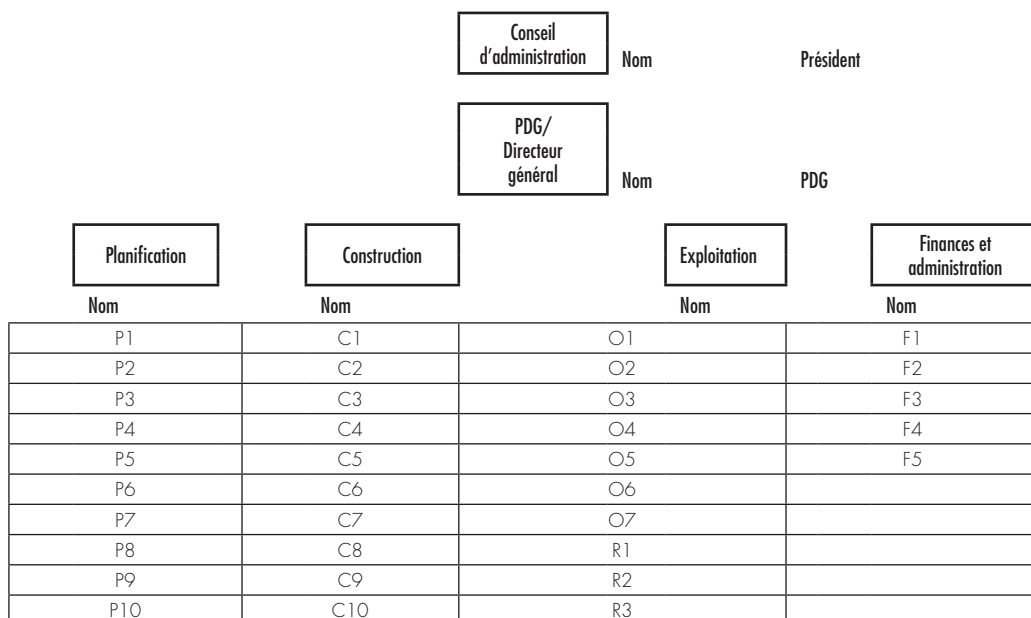 Conseil
d'administration
Nom
Président
PDG/
Directeur
général
Nom
PDG
Planification
Construction
Exploitation
Finances et
administration
Nom Nom Nom Nom
P1 C1 O1 F1
P2 C2 O2 F2
P3 C3 O3 F3
P4 C4 O4 F4
P5 C5 O5 F5
P6 C6 O6
P7 C7 O7
P8 C8 R1
P9 C9 R2
P10 C10 R3